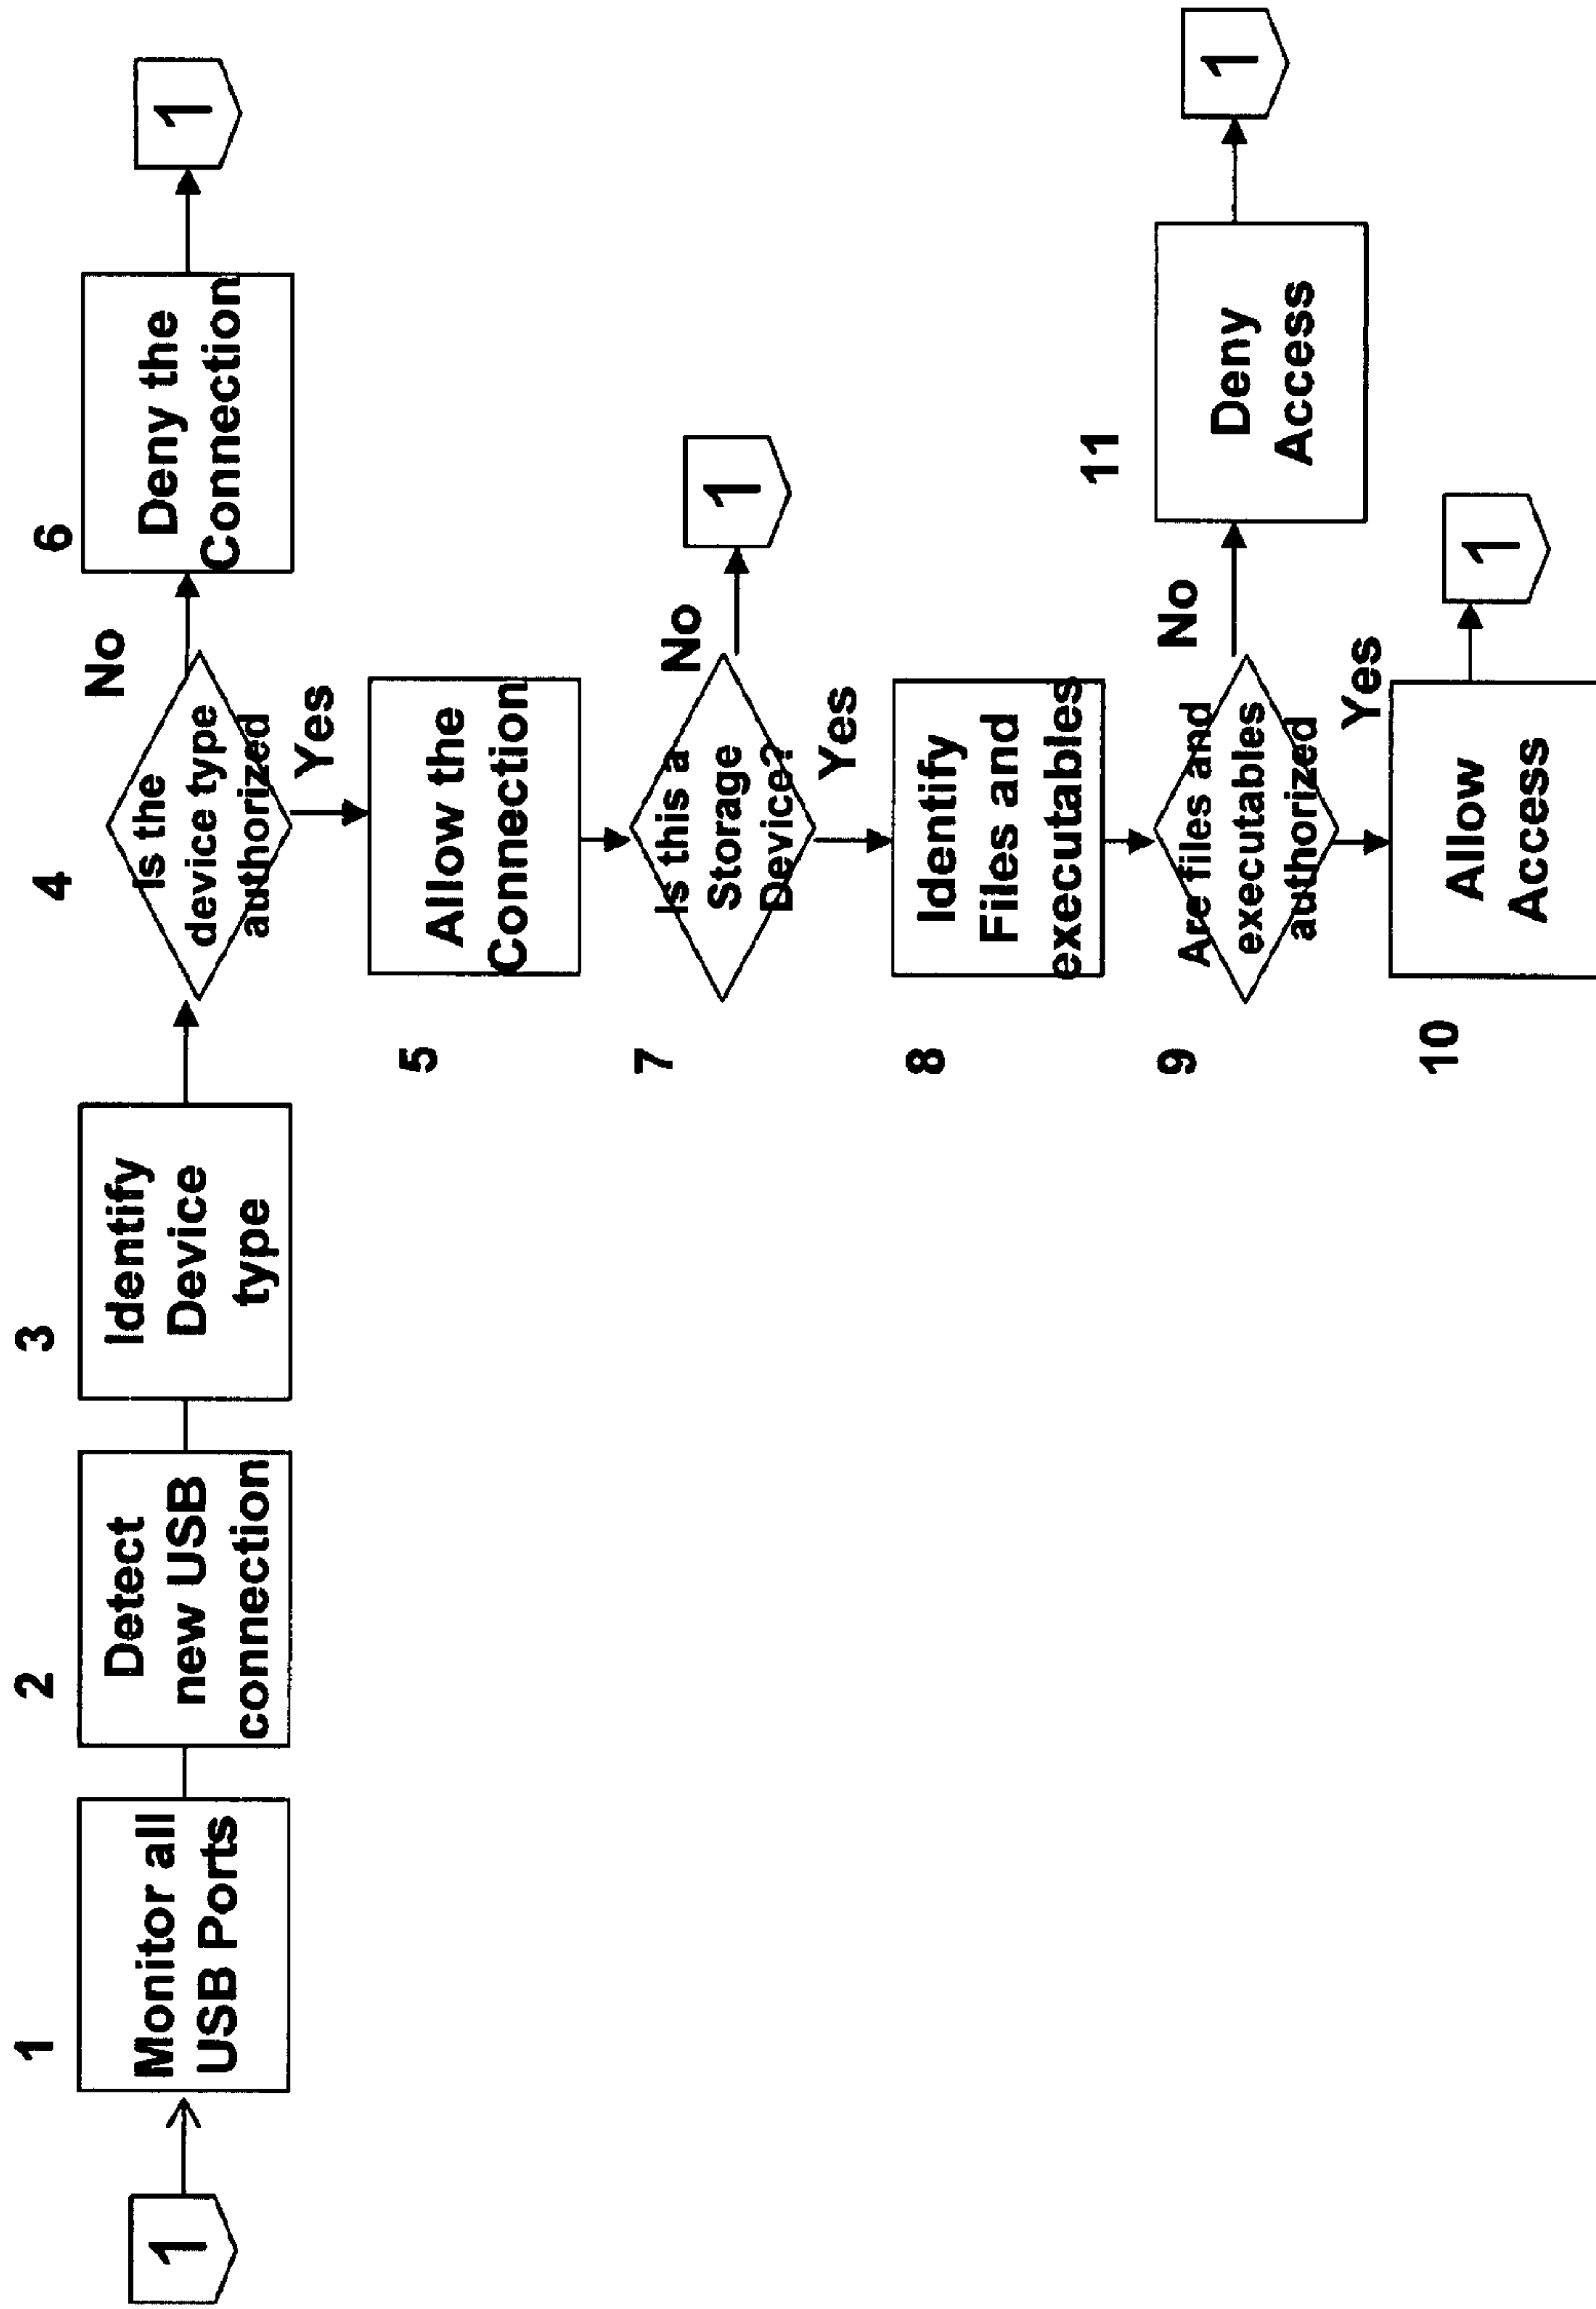 1
1
Monitor all
USB Ports
2
Detect
new USB
connection
3
Identify
Device
type
4
Is the
device type
authorized
No
6
Deny the
Connection
1
Yes
5
Allow the
Connection
7
Is this a
Storage
Device?
No
1
Yes
8
Identify
Files and
executables
9
Are files and
executables
authorized
No
11
Deny
Access
1
Yes
10
Allow
Access
1